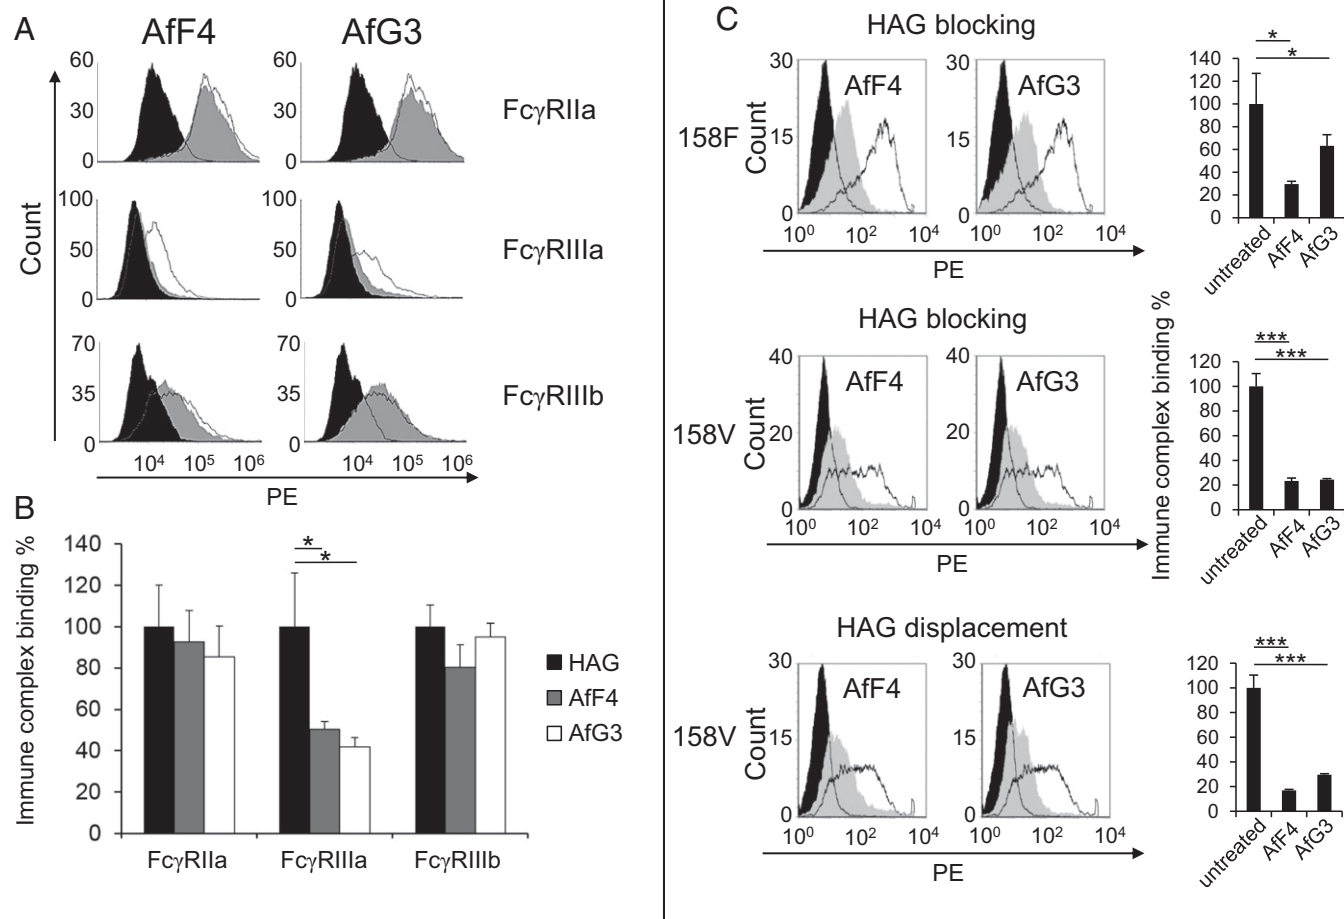 A
AfF4 AfG3
60
30
0
60
30
0
FcγRIIa
100
50
0
100
50
0
FcγRIIIa
70
35
0
70
35
0
FcγRIIIb
Count
10⁴ 10⁵ 10⁶
10⁴ 10⁵ 10⁶
PE
B
Immune complex binding %
140
120
100
80
60
40
20
0
* 
*
HAG
AfF4
AfG3
FcγRIIa FcγRIIIa FcγRIIIb
C
HAG blocking
158F
Count
30
15
0
AfF4
30
15
0
AfG3
10⁰ 10² 10⁴
10⁰ 10² 10⁴
PE
*
*
140
120
100
80
60
40
20
0
untreated AfF4 AfG3
HAG blocking
158V
Count
40
20
0
AfF4
40
20
0
AfG3
10⁰ 10² 10⁴
10⁰ 10² 10⁴
PE
Immune complex binding %
***
***
120
100
80
60
40
20
0
untreated AfF4 AfG3
HAG displacement
158V
Count
30
15
0
AfF4
30
15
0
AfG3
10⁰ 10² 10⁴
10⁰ 10² 10⁴
PE
***
***
120
100
80
60
40
20
0
untreated AfF4 AfG3